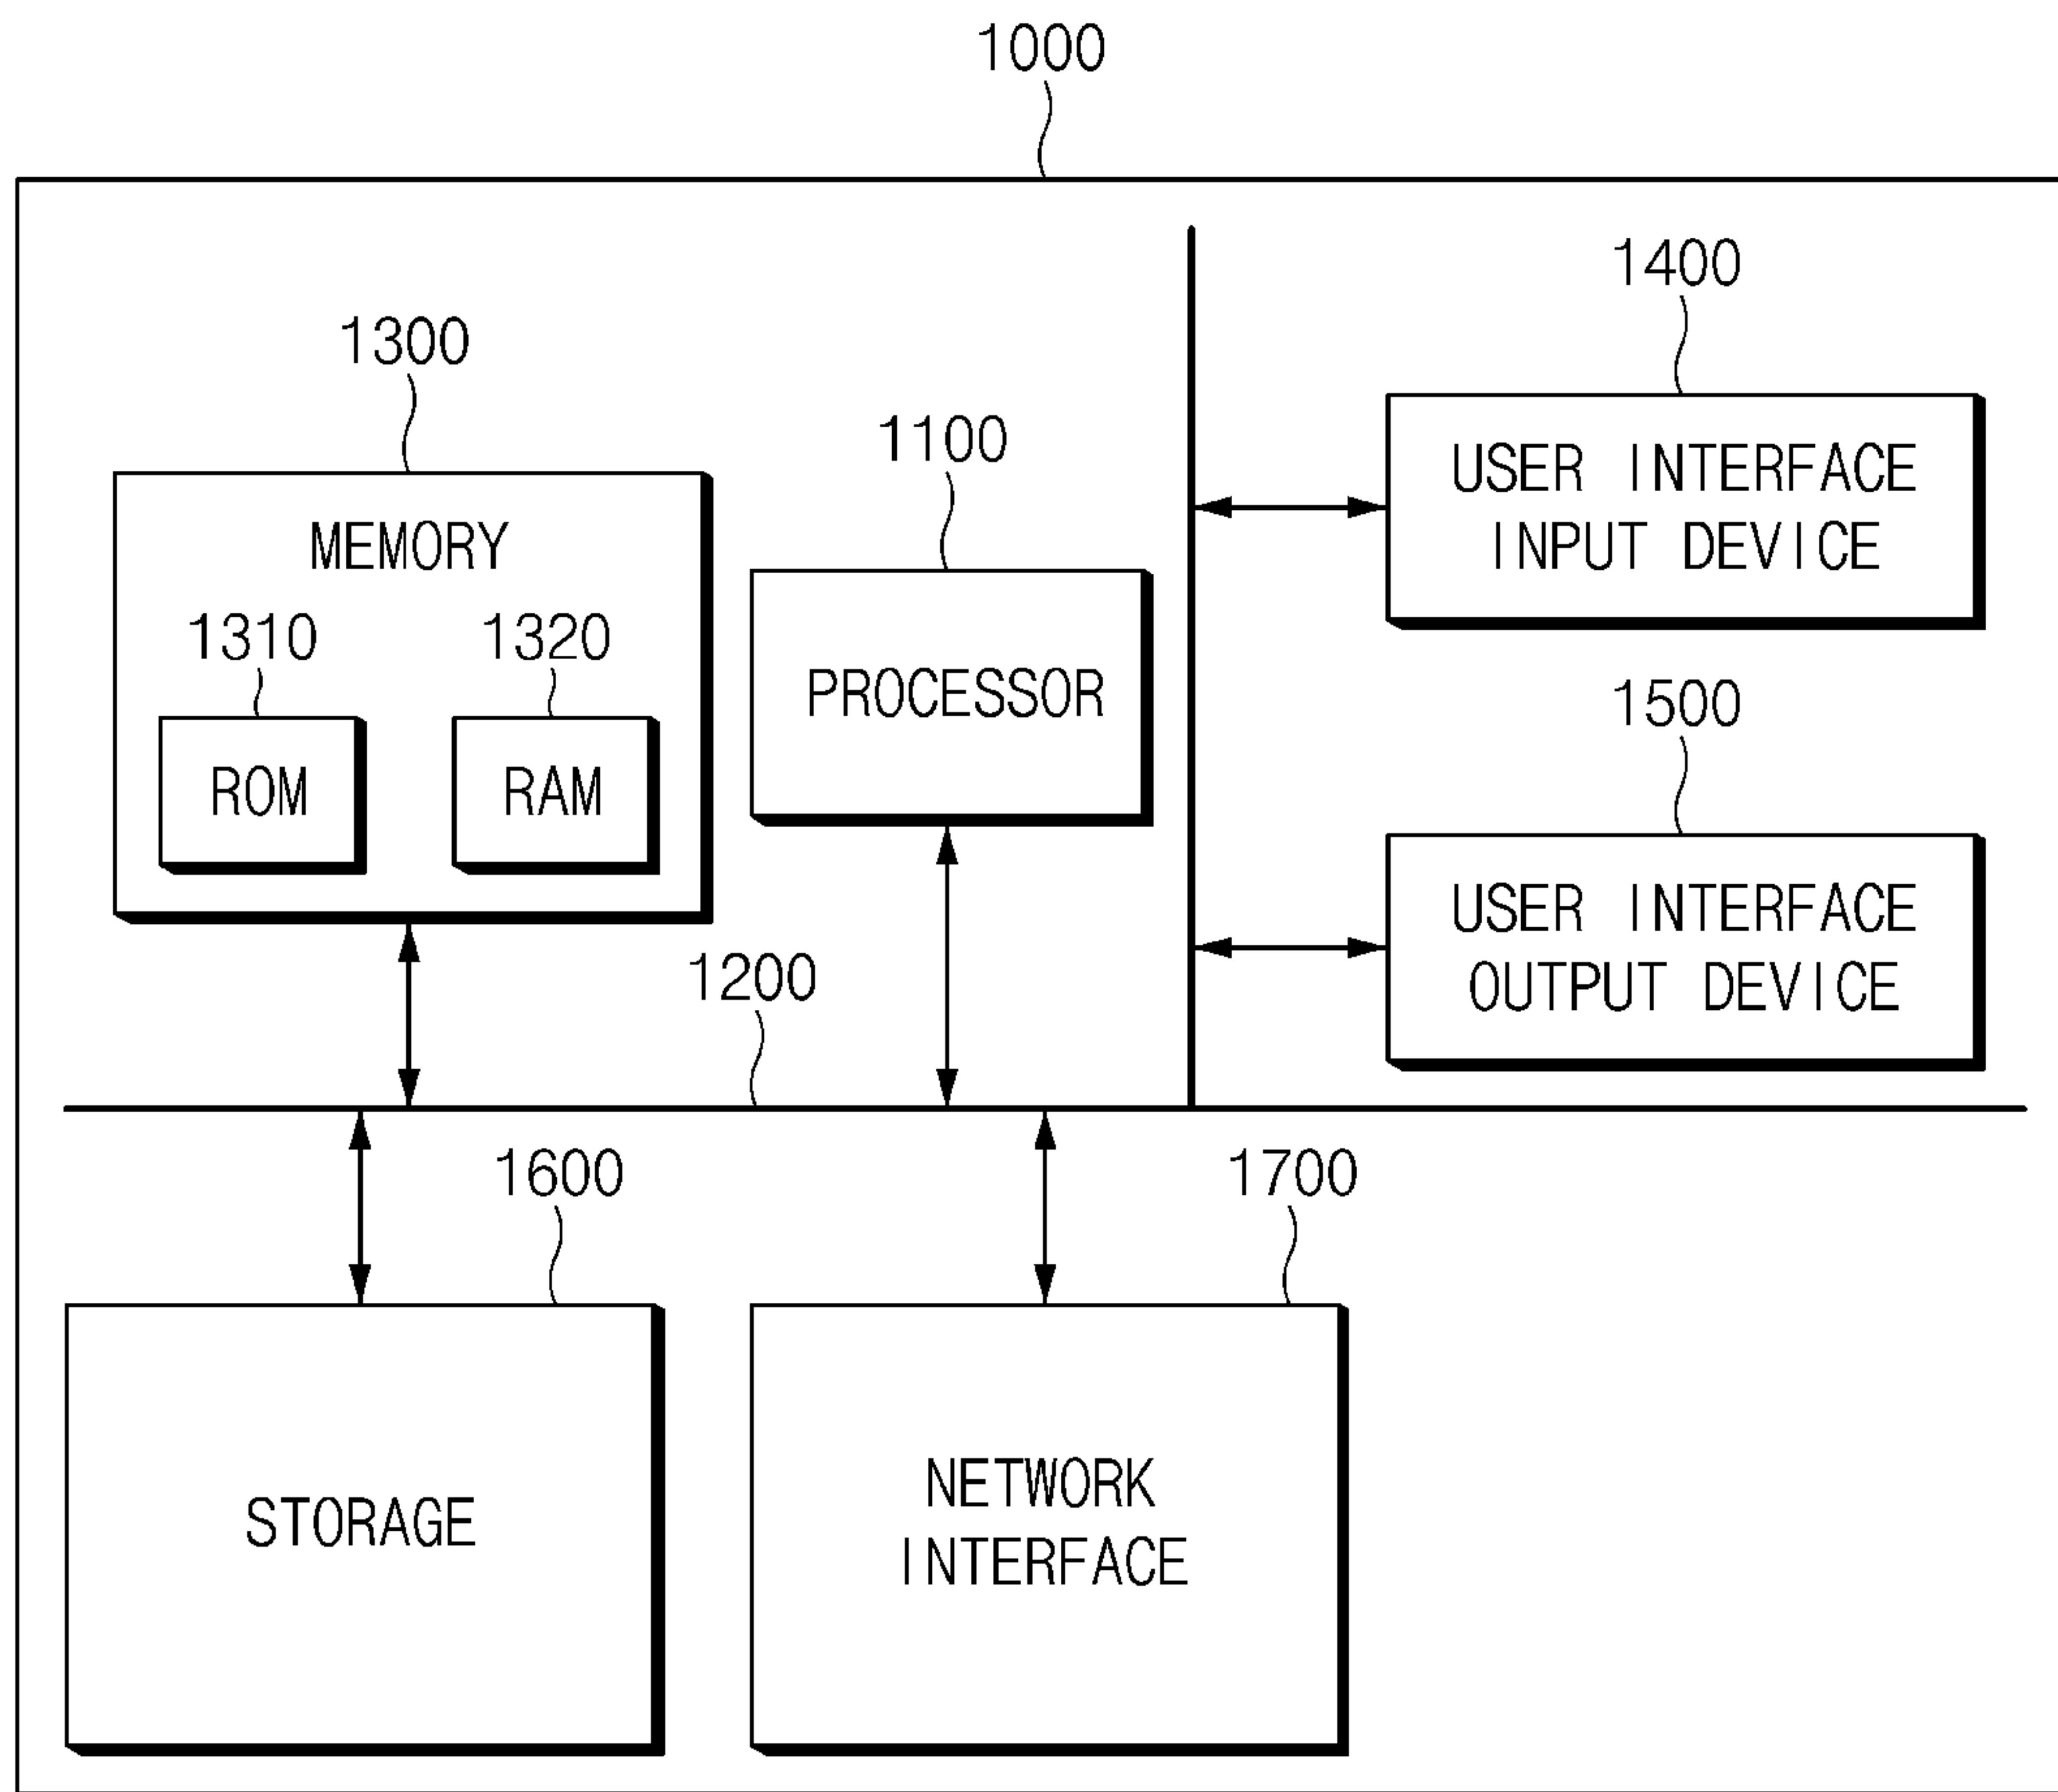 1000
1300
MEMORY
1310
1320
ROM
RAM
1100
PROCESSOR
1400
USER INTERFACE
INPUT DEVICE
1500
USER INTERFACE
OUTPUT DEVICE
1200
1600
STORAGE
1700
NETWORK
INTERFACE